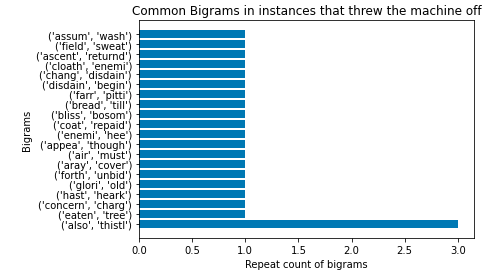 Common Bigrams in instances that threw the machine off
('assum', 'wash')
('field', 'sweat')
('ascent', 'returnd')
('cloath', 'enemi')
('chang', 'disdain')
('disdain', 'begin')
('farr', 'pitti')
('bread', 'till')
('bliss', 'bosom')
('coat', 'repaid')
('enemi', 'hee')
('appea', 'though')
('air', 'must')
('aray', 'cover')
('forth', 'unbid')
('glori', 'old')
('hast', 'heark')
('concern', 'charg')
('eaten', 'tree')
('also', 'thistl')
Bigrams
0.0 0.5 1.0 1.5 2.0 2.5 3.0
Repeat count of bigrams